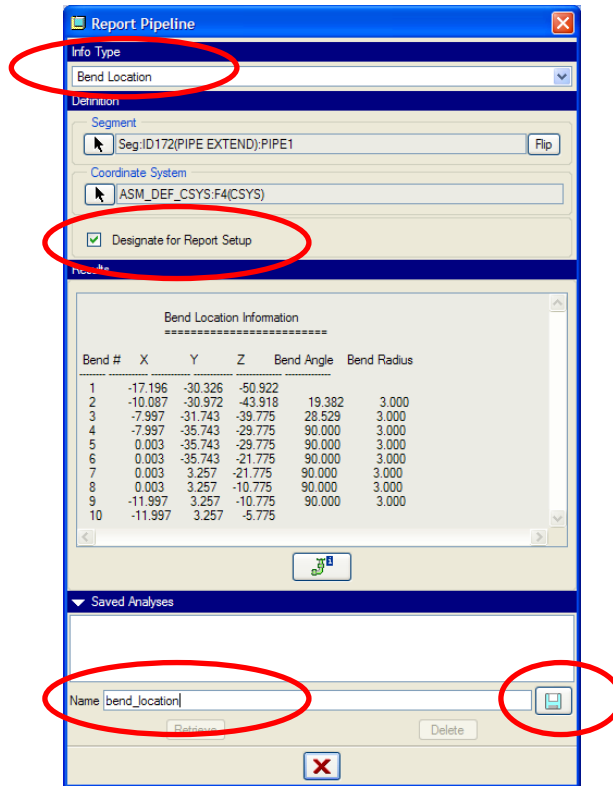 Report Pipeline
Info Type
Bend Location
Definition
Segment
Seg:ID172(PIPE EXTEND):PIPE1 Flip
Coordinate System
ASM_DEF_CSYS:F4(CSYS)
Designate for Report Setup
Results
Bend Location Information
=========================
Bend # X Y Z Bend Angle Bend Radius
-------- ------------ ------------ ------------ ------------ --------------
1 -17.196 -30.326 -50.922
2 -10.087 -30.972 -43.918 19.382 3.000
3 -7.997 -31.743 -39.775 28.529 3.000
4 -7.997 -35.743 -29.775 90.000 3.000
5 0.003 -35.743 -29.775 90.000 3.000
6 0.003 -35.743 -21.775 90.000 3.000
7 0.003 3.257 -21.775 90.000 3.000
8 0.003 3.257 -10.775 90.000 3.000
9 -11.997 3.257 -10.775 90.000 3.000
10 -11.997 3.257 -5.775
Saved Analyses
Name bend_location
Retrieve Delete